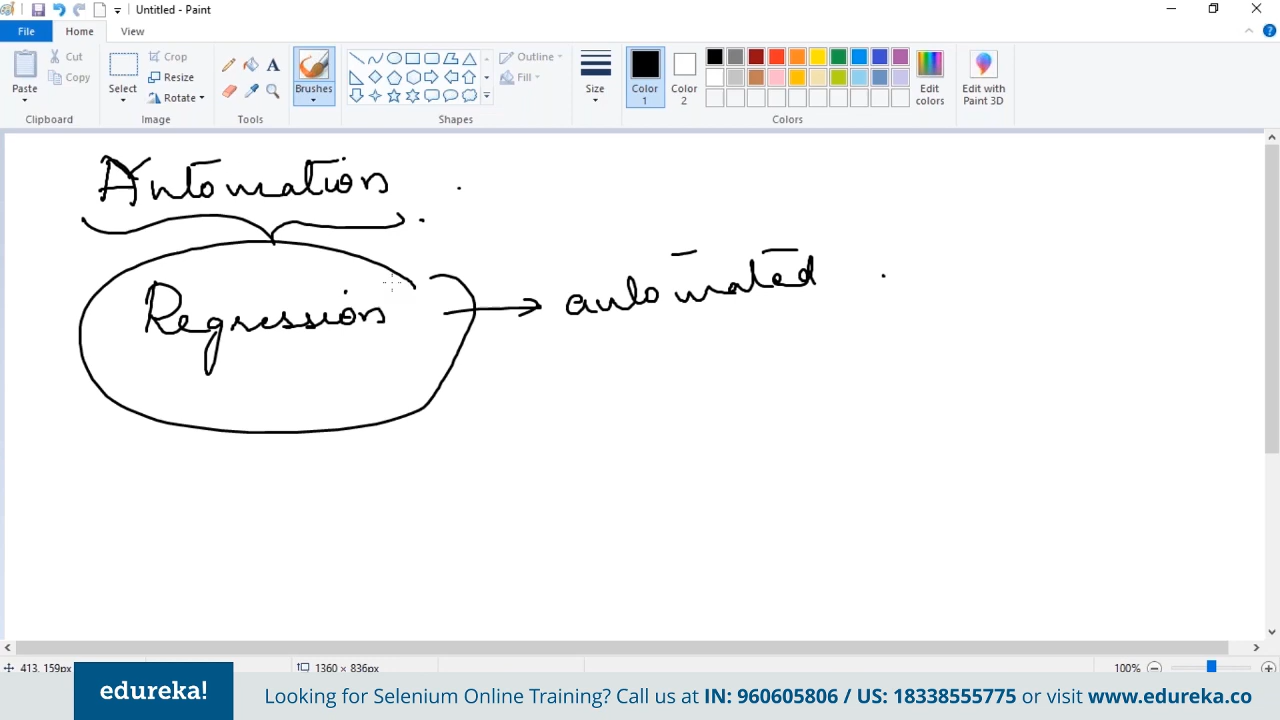 Untitled - Paint
File Home View
Paste Cut Copy Select Crop Resize Rotate Brushes Outline Fill Size Color 1 Color 2 Edit colors Edit with Paint 3D
Clipboard Image Tools Shapes Colors
Automation .
Regression → automated
413, 159px 1360 × 836px 100%
edureka! Looking for Selenium Online Training? Call us at IN: 960605806 / US: 18338555775 or visit www.edureka.co